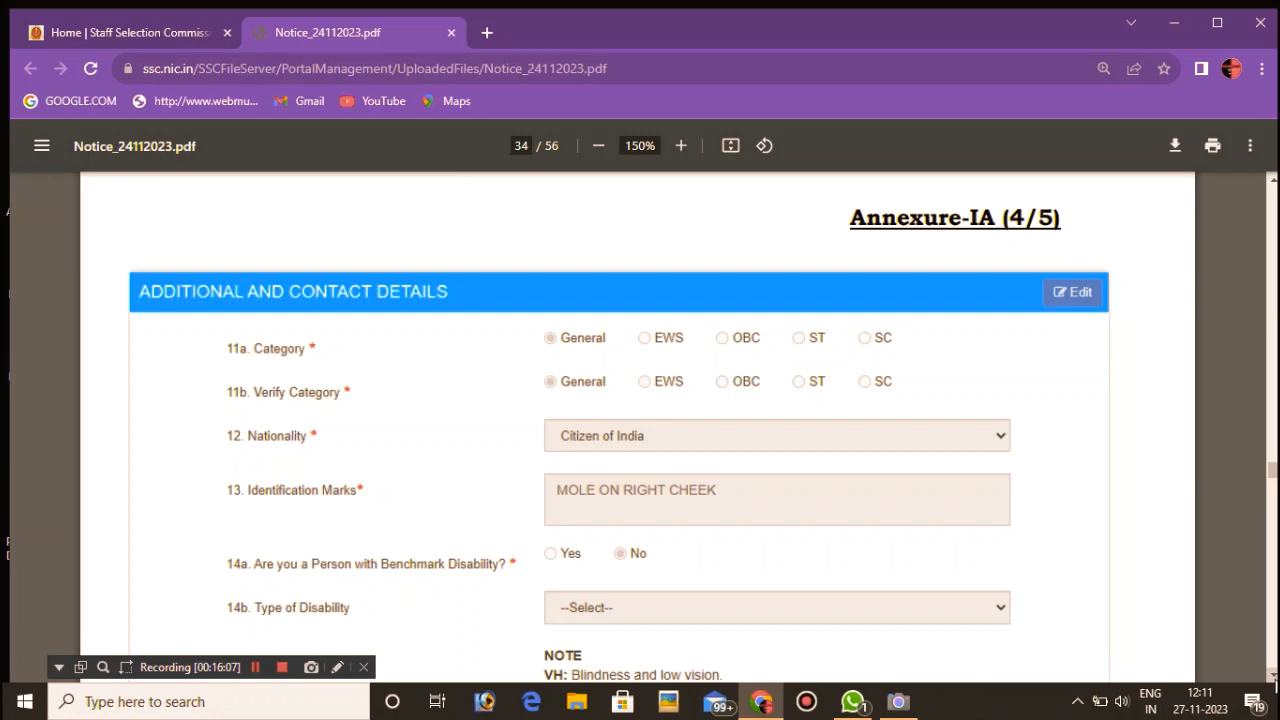 Home | Staff Selection Commiss
Notice_24112023.pdf
ssc.nic.in/SSCFileServer/PortalManagement/UploadedFiles/Notice_24112023.pdf
GOOGLE.COM
http://www.webmu...
Gmail
YouTube
Maps
Notice_24112023.pdf
34 / 56
150%
Annexure-IA (4/5)
ADDITIONAL AND CONTACT DETAILS
Edit
11a. Category *
General EWS OBC ST SC
11b. Verify Category *
General EWS OBC ST SC
12. Nationality *
Citizen of India
13. Identification Marks*
MOLE ON RIGHT CHEEK
14a. Are you a Person with Benchmark Disability? *
Yes No
14b. Type of Disability
--Select--
NOTE
VH: Blindness and low vision.
Recording [00:16:07]
Type here to search
99+
1
ENG
IN
12:11
27-11-2023
19